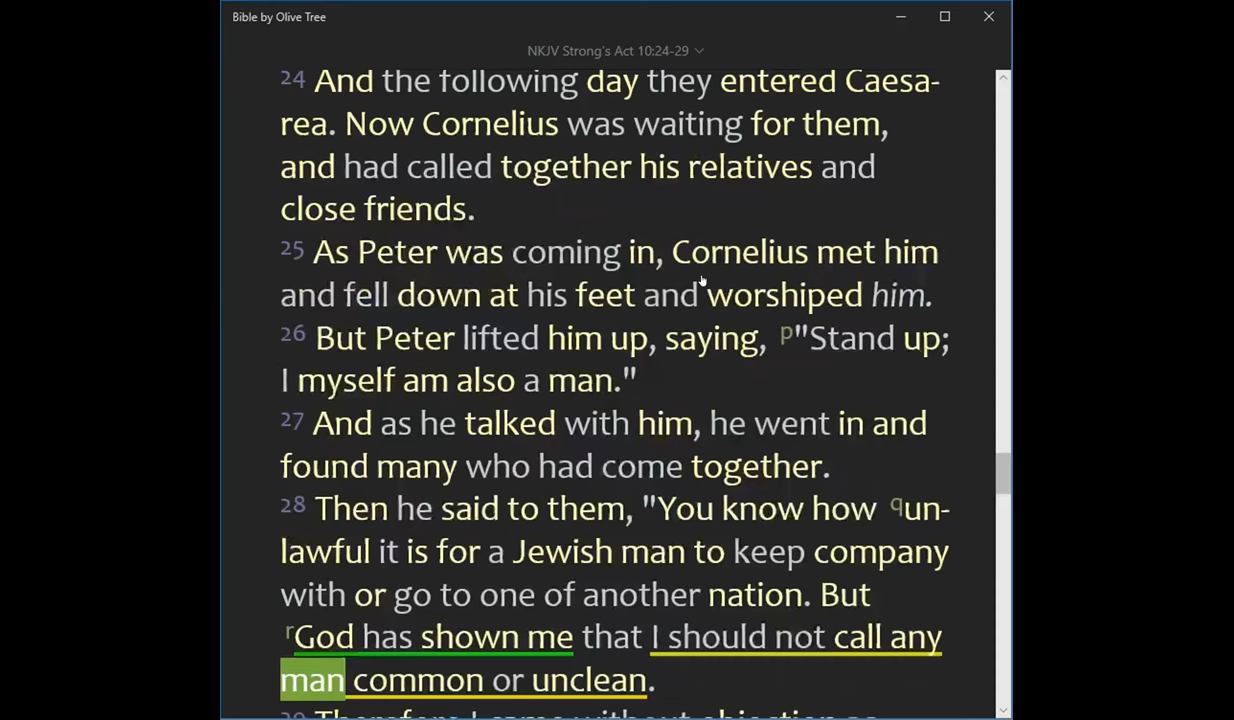 Bible by Olive Tree
NKJV Strong's Act 10:24-29
24 And the following day they entered Caesa-
rea. Now Cornelius was waiting for them,
and had called together his relatives and
close friends.
25 As Peter was coming in, Cornelius met him
and fell down at his feet and worshiped him.
26 But Peter lifted him up, saying, p"Stand up;
I myself am also a man."
27 And as he talked with him, he went in and
found many who had come together.
28 Then he said to them, "You know how qun-
lawful it is for a Jewish man to keep company
with or go to one of another nation. But
rGod has shown me that I should not call any
man common or unclean.
29 Therefore I came without objection as